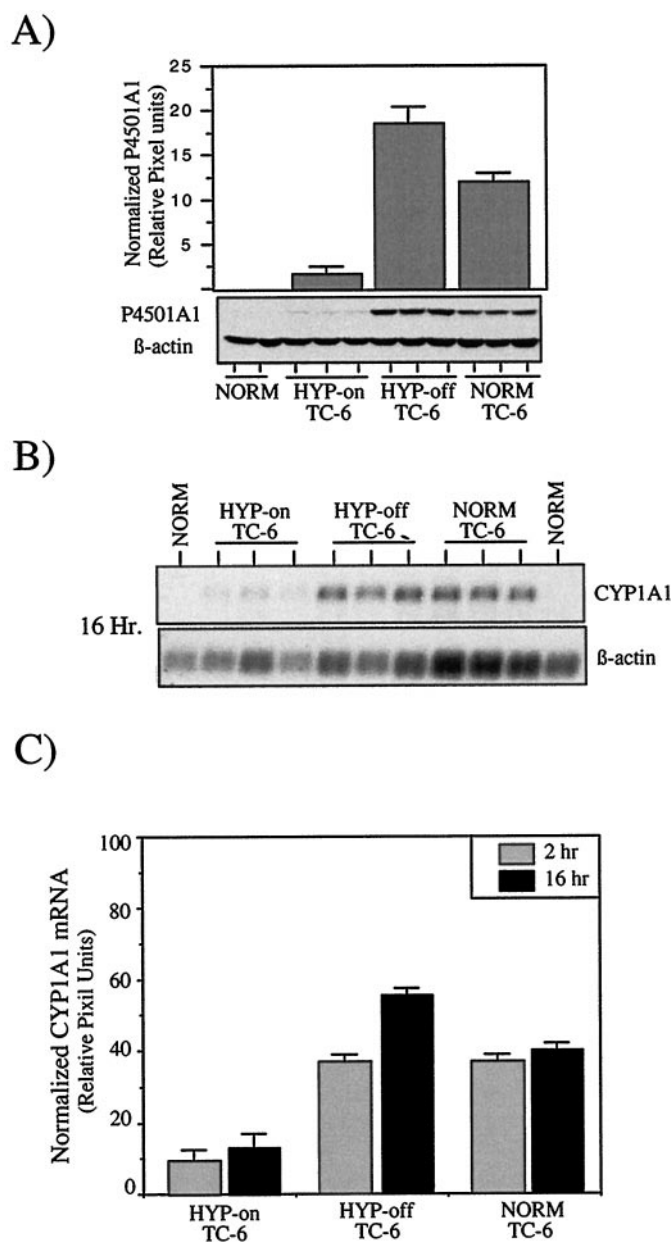 A)
Normalized P4501A1
(Relative Pixel units)
25
20
15
10
5
P4501A1
ß-actin
NORM
HYP-on
TC-6
HYP-off
TC-6
NORM
TC-6
B)
NORM
HYP-on
TC-6
HYP-off
TC-6
NORM
TC-6
NORM
CYP1A1
16 Hr.
ß-actin
C)
Normalized CYP1A1 mRNA
(Relative Pixil Units)
100
80
60
40
20
0
2 hr
16 hr
HYP-on
TC-6
HYP-off
TC-6
NORM
TC-6